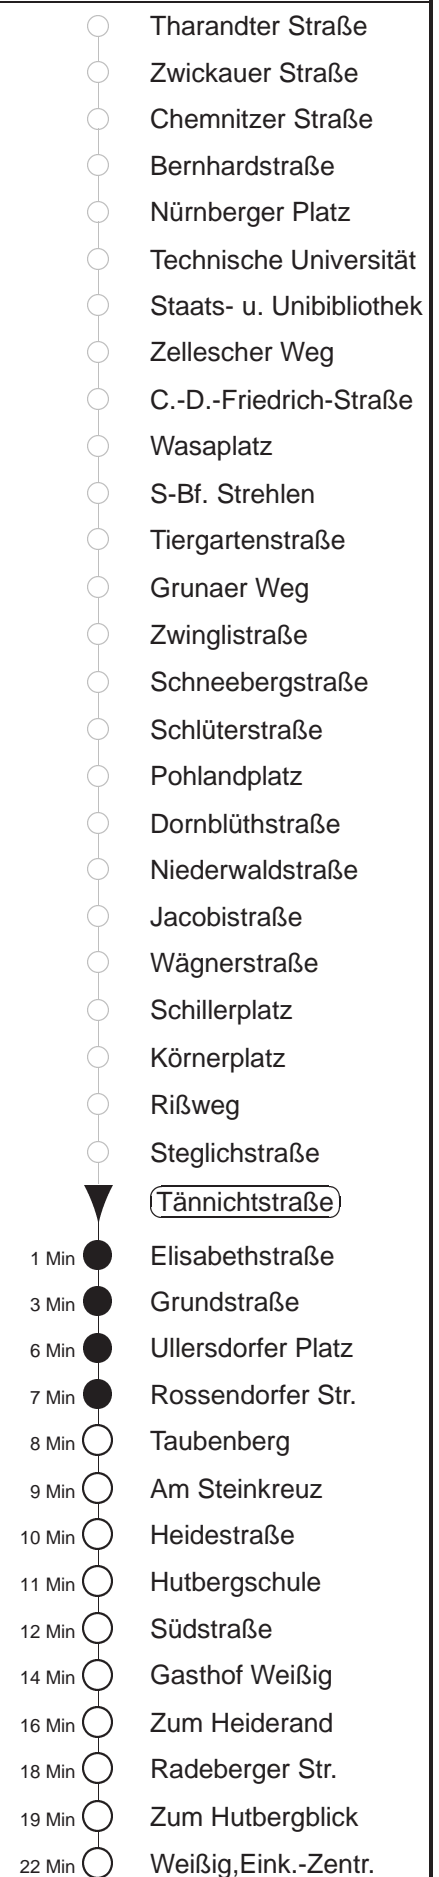 Tharandter Straße
Zwickauer Straße
Chemnitzer Straße
Bernhardstraße
Nürnberger Platz
Technische Universität
Staats- u. Unibibliothek
Zellescher Weg
C.-D.-Friedrich-Straße
Wasaplatz
S-Bf. Strehlen
Tiergartenstraße
Grunaer Weg
Zwinglistraße
Schneebergstraße
Schlüterstraße
Pohlandplatz
Dornblüthstraße
Niederwaldstraße
Jacobistraße
Wägnerstraße
Schillerplatz
Körnerplatz
Rißweg
Steglichstraße
Tännichtstraße
1 Min Elisabethstraße
3 Min Grundstraße
6 Min Ullersdorfer Platz
7 Min Rossendorfer Str.
8 Min Taubenberg
9 Min Am Steinkreuz
10 Min Heidestraße
11 Min Hutbergschule
12 Min Südstraße
14 Min Gasthof Weißig
16 Min Zum Heiderand
18 Min Radeberger Str.
19 Min Zum Hutbergblick
22 Min Weißig,Eink.-Zentr.